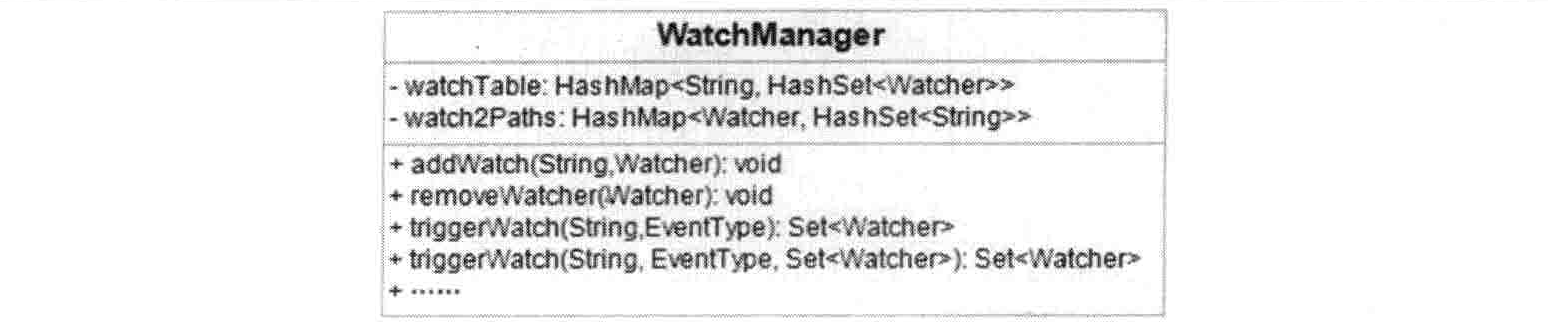 WatchManager
- watchTable: HashMap<String, HashSet<Watcher>>
- watch2Paths: HashMap<Watcher, HashSet<String>>
+ addWatch(String,Watcher): void
+ removeWatcher(Watcher): void
+ triggerWatch(String,EventType): Set<Watcher>
+ triggerWatch(String, EventType, Set<Watcher>): Set<Watcher>
+ ......